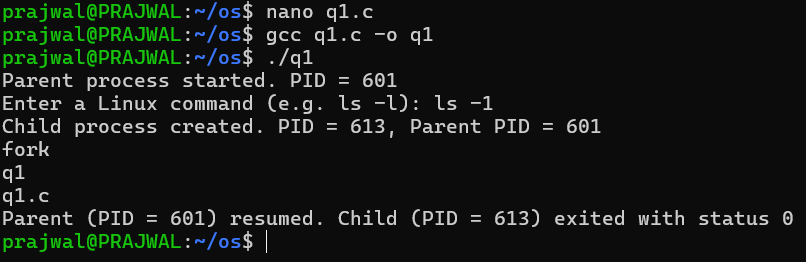 prajwal@PRAJWAL:~/os$ nano q1.c
prajwal@PRAJWAL:~/os$ gcc q1.c -o q1
prajwal@PRAJWAL:~/os$ ./q1
Parent process started. PID = 601
Enter a Linux command (e.g. ls -l): ls -1
Child process created. PID = 613, Parent PID = 601
fork
q1
q1.c
Parent (PID = 601) resumed. Child (PID = 613) exited with status 0
prajwal@PRAJWAL:~/os$